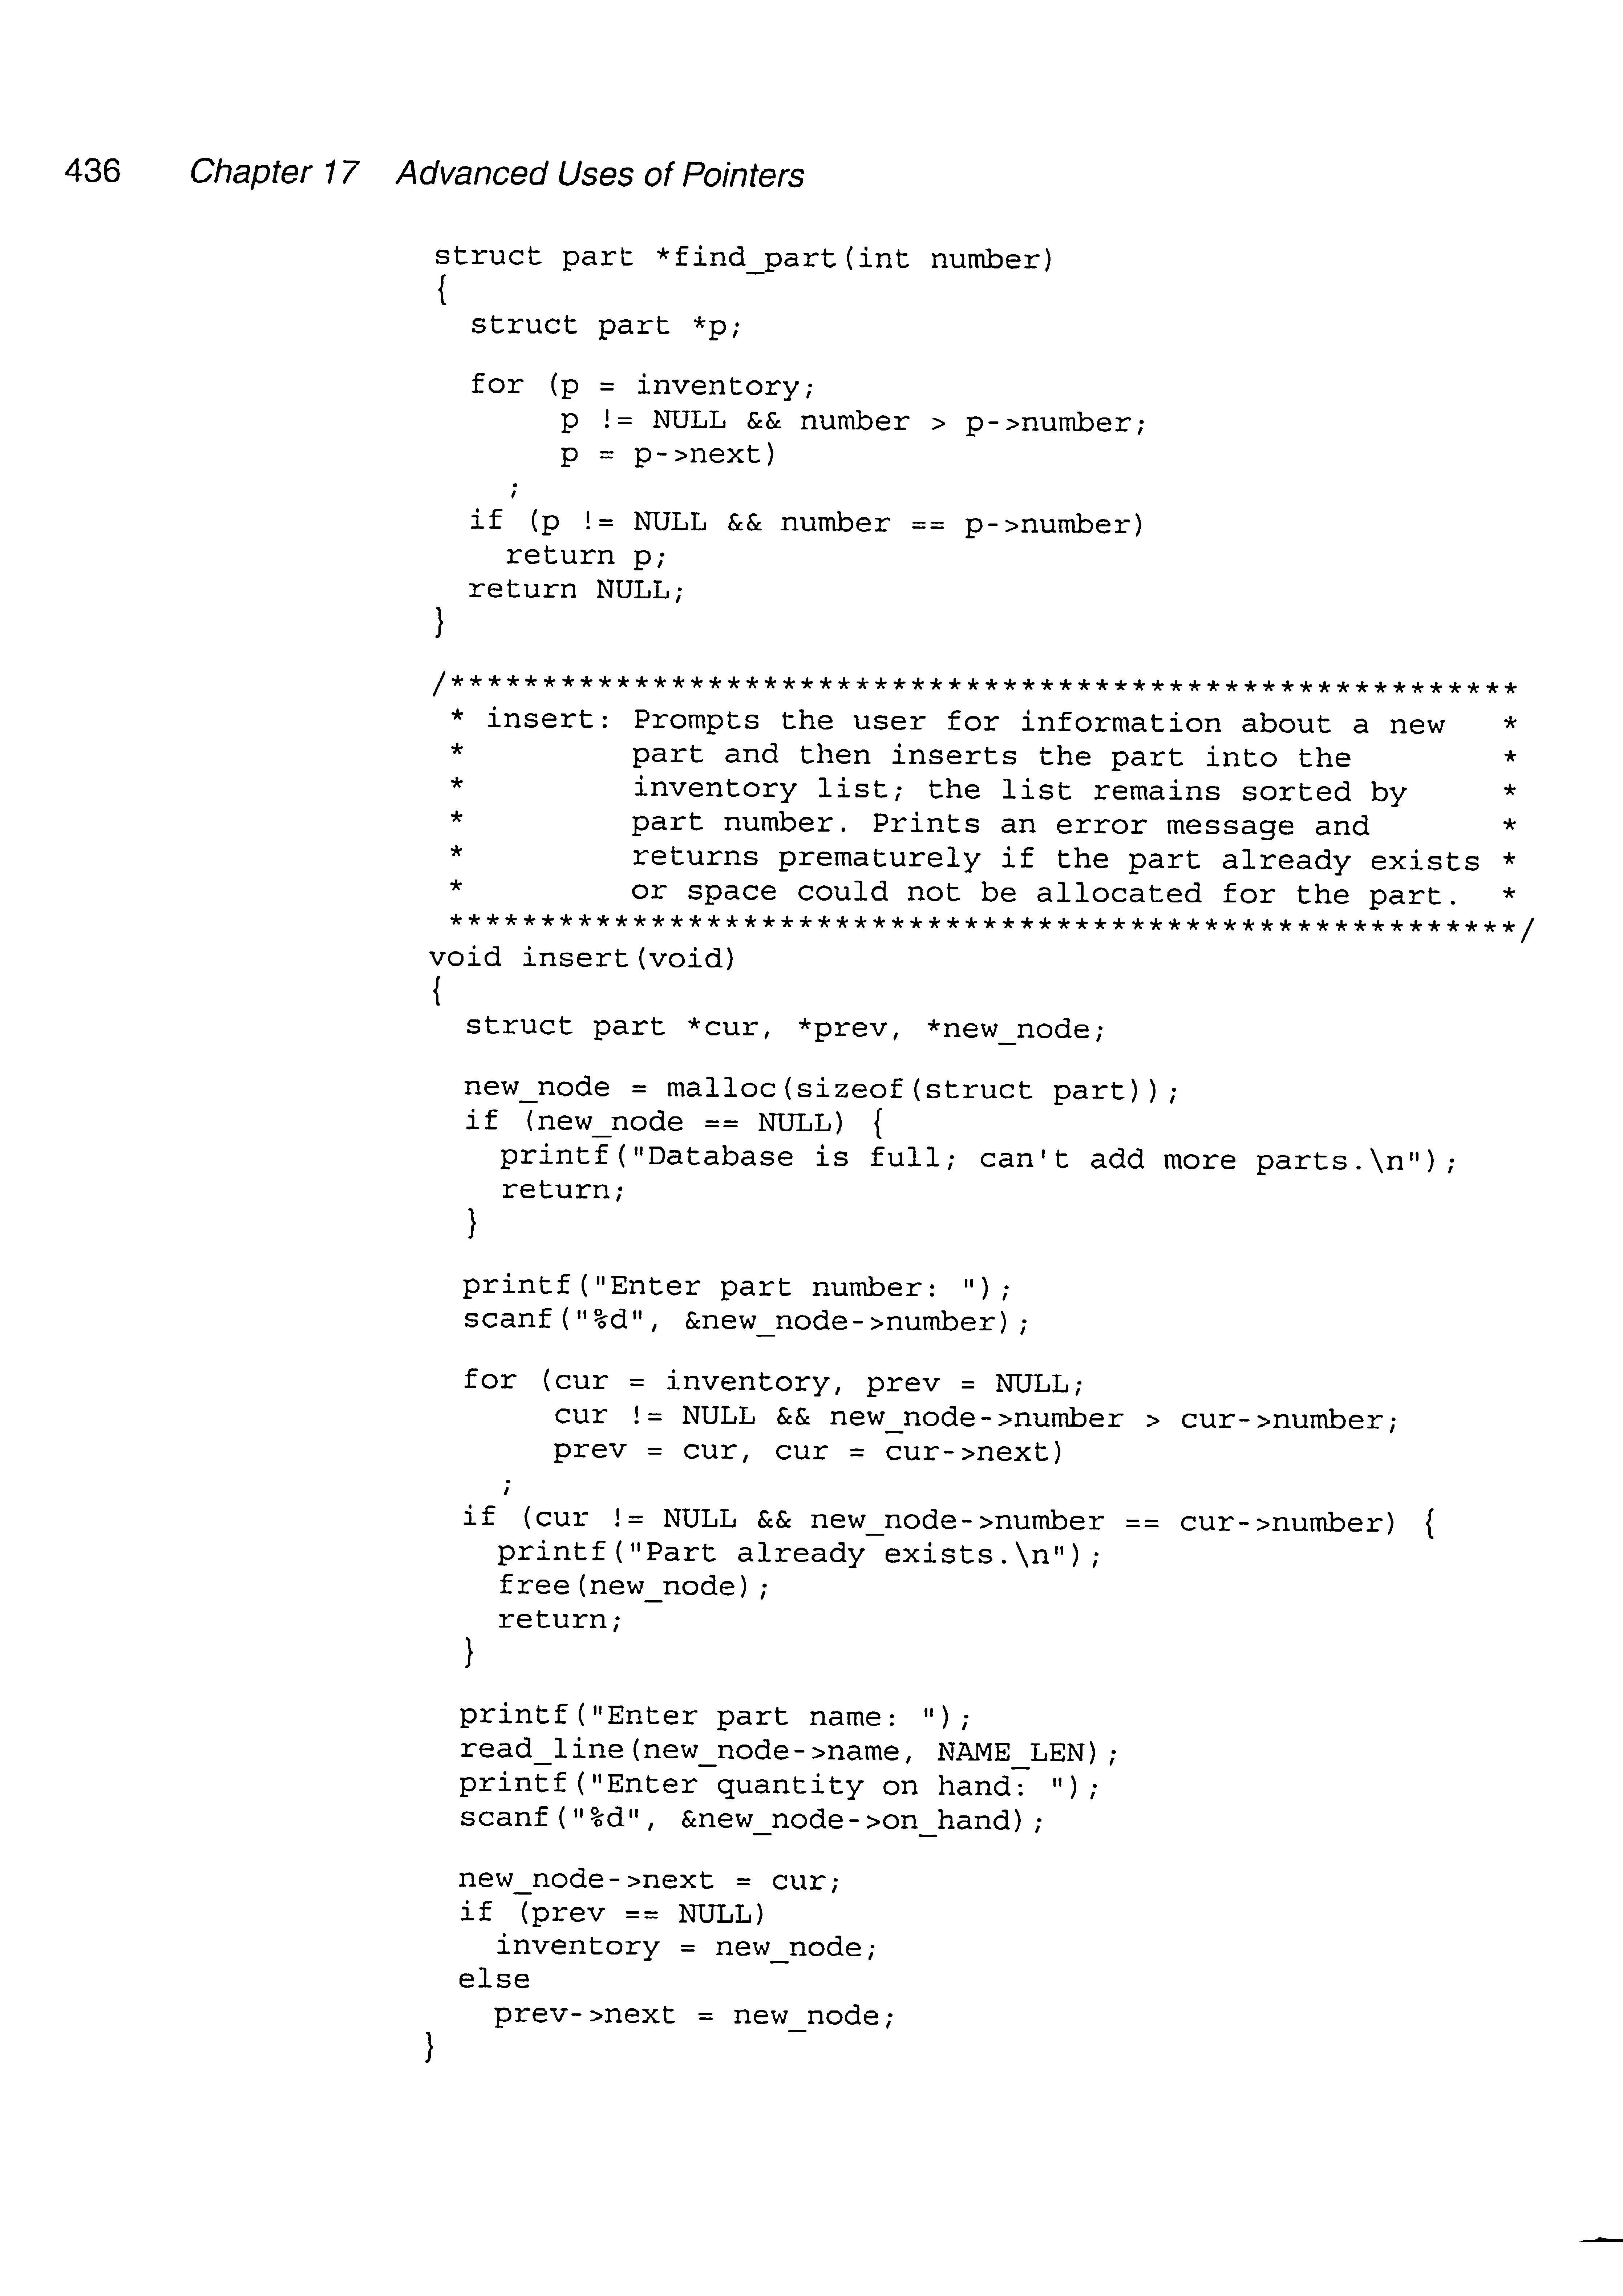 436 Chapter 17 Advanced Uses of Pointers
struct part *find_part(int number)
{
  struct part *p;

  for (p = inventory;
       p != NULL && number > p->number;
       p = p->next)
    ;
  if (p != NULL && number == p->number)
    return p;
  return NULL;
}

/***********************************************************
 * insert: Prompts the user for information about a new   *
 *         part and then inserts the part into the        *
 *         inventory list; the list remains sorted by     *
 *         part number. Prints an error message and       *
 *         returns prematurely if the part already exists *
 *         or space could not be allocated for the part.  *
 ***********************************************************/
void insert(void)
{
  struct part *cur, *prev, *new_node;

  new_node = malloc(sizeof(struct part));
  if (new_node == NULL) {
    printf("Database is full; can't add more parts.\n");
    return;
  }

  printf("Enter part number: ");
  scanf("%d", &new_node->number);

  for (cur = inventory, prev = NULL;
       cur != NULL && new_node->number > cur->number;
       prev = cur, cur = cur->next)
    ;
  if (cur != NULL && new_node->number == cur->number) {
    printf("Part already exists.\n");
    free(new_node);
    return;
  }

  printf("Enter part name: ");
  read_line(new_node->name, NAME_LEN);
  printf("Enter quantity on hand: ");
  scanf("%d", &new_node->on_hand);

  new_node->next = cur;
  if (prev == NULL)
    inventory = new_node;
  else
    prev->next = new_node;
}